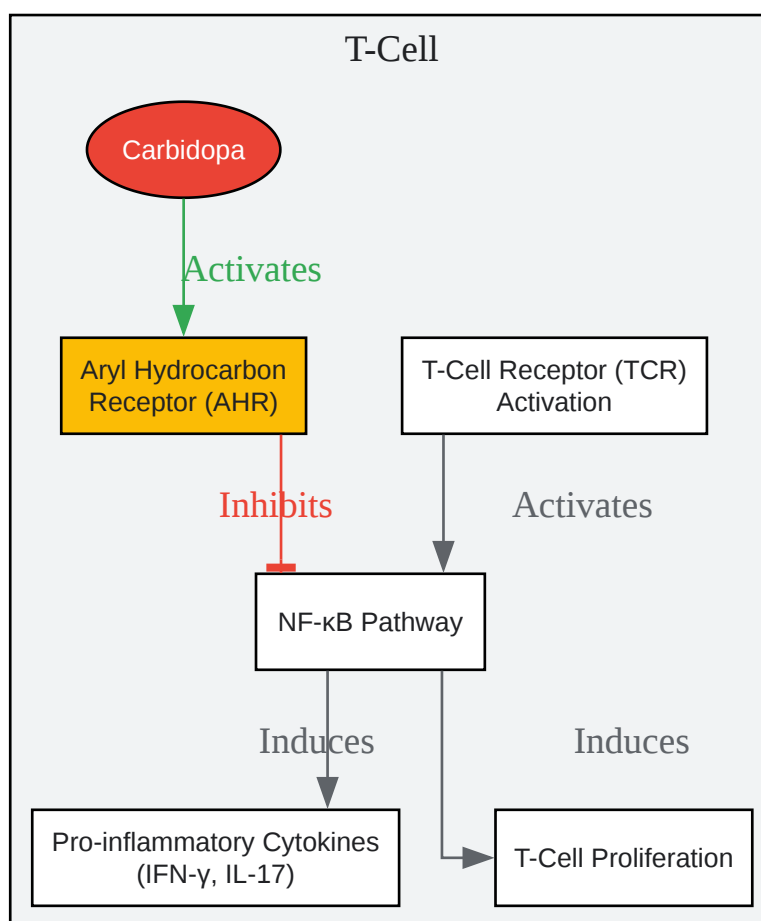 T-Cell
Carbidopa
Activates
Aryl Hydrocarbon
Receptor (AHR)
T-Cell Receptor (TCR)
Activation
Inhibits
Activates
NF-κB Pathway
Induces
Induces
Pro-inflammatory Cytokines
(IFN-γ, IL-17)
T-Cell Proliferation